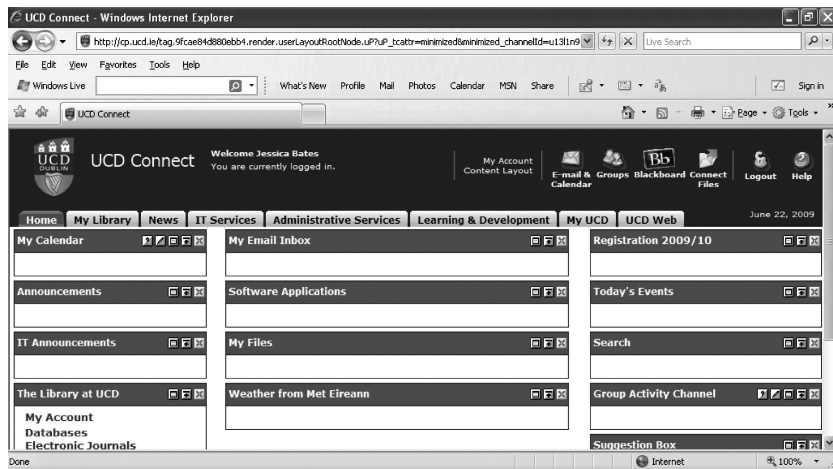 UCD Connect - Windows Internet Explorer
http://cp.ucd.ie/tag.9fcae84d880ebb4.render.userLayoutRootNode.uP?uP_tcattr=minimized&minimized_channelId=u13l1n9
Live Search
File Edit View Favorites Tools Help
Windows Live What's New Profile Mail Photos Calendar MSN Share Sign in
UCD Connect Page Tools
UCD DUBLIN
UCD Connect
Welcome Jessica Bates
You are currently logged in.
My Account
Content Layout
E-mail & Calendar
Groups
Blackboard
Connect Files
Logout
Help
Bb
Home My Library News IT Services Administrative Services Learning & Development My UCD UCD Web June 22, 2009
My Calendar My Email Inbox Registration 2009/10
Announcements Software Applications Today's Events
IT Announcements My Files Search
The Library at UCD Weather from Met Eireann Group Activity Channel
My Account
Databases
Electronic Journals Suggestion Box
Done Internet 100%